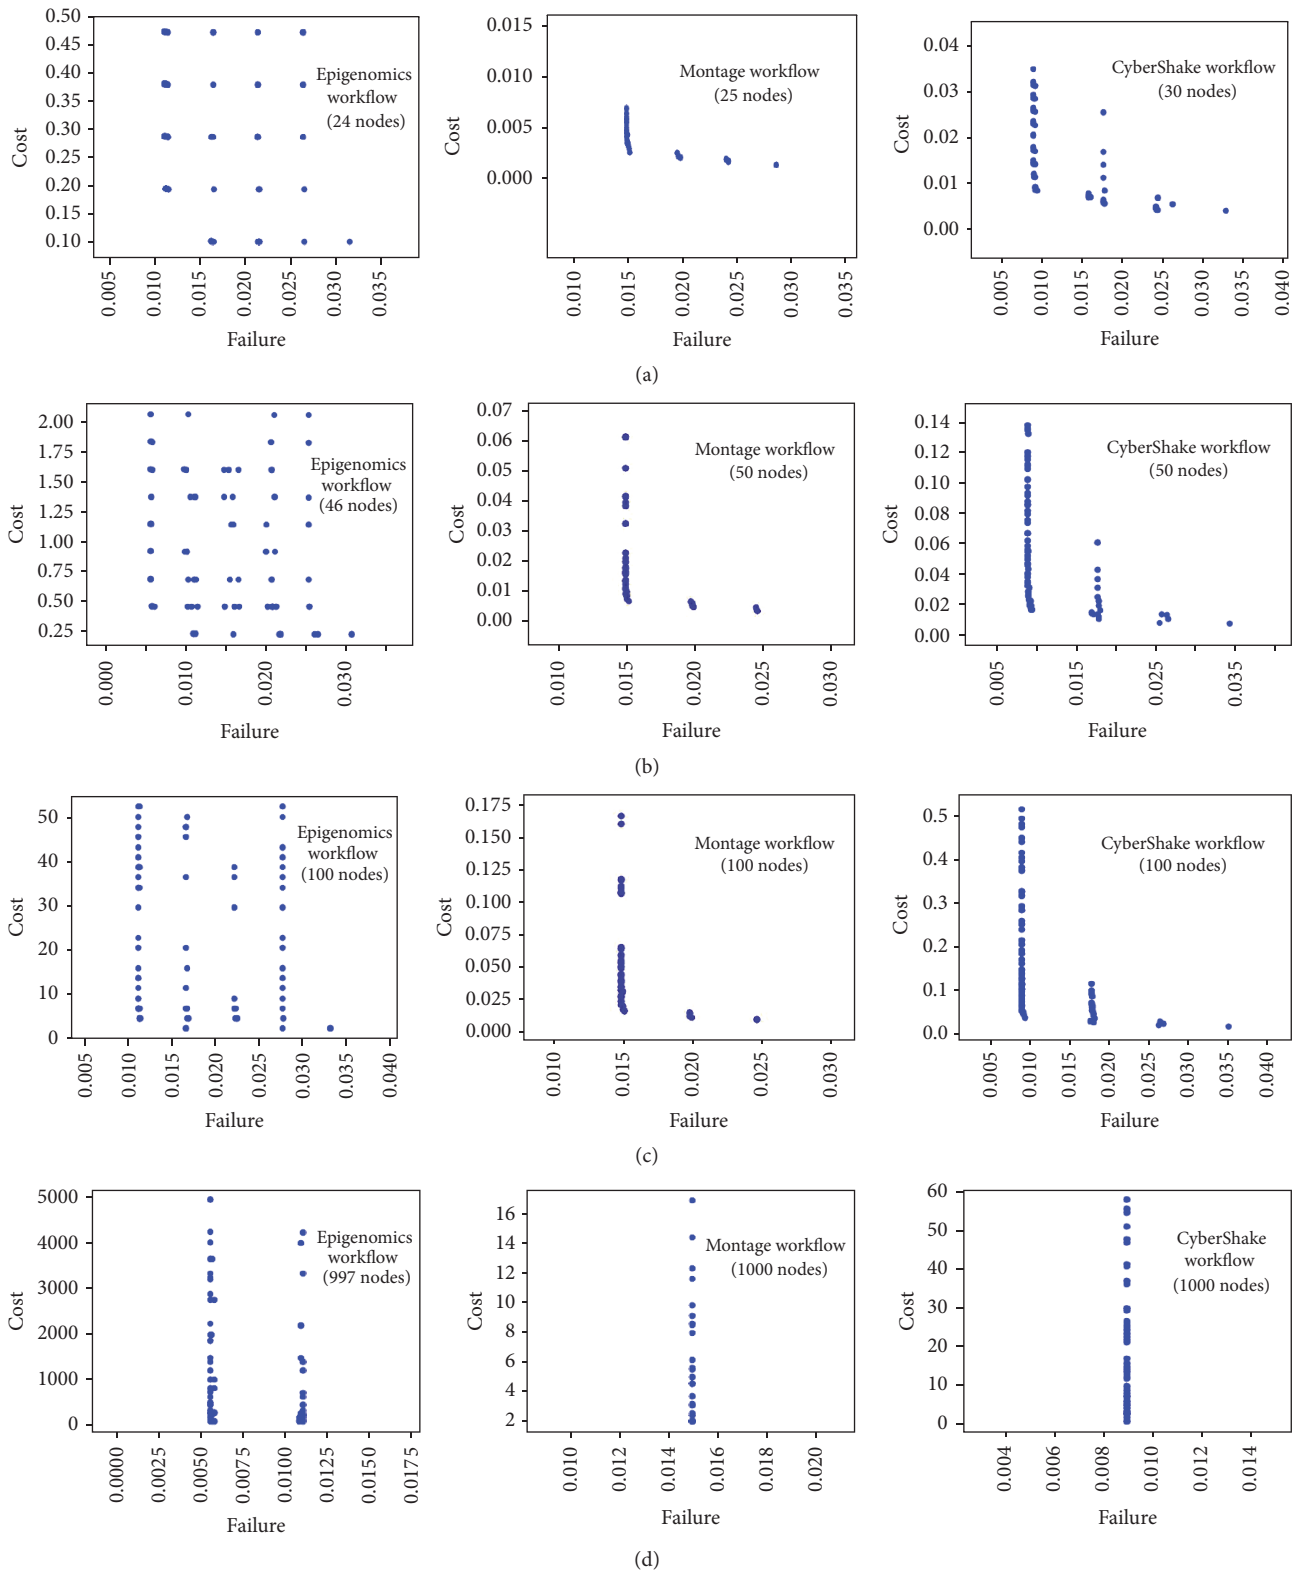 0.50
0.45
0.40
0.35
0.30
0.25
0.20
0.15
0.10
Cost
Epigenomics
workflow
(24 nodes)
0.005
0.010
0.015
0.020
0.025
0.030
0.035
Failure
0.015
0.010
0.005
0.000
Cost
Montage workflow
(25 nodes)
0.010
0.015
0.020
0.025
0.030
0.035
Failure
0.04
0.03
0.02
0.01
0.00
Cost
CyberShake workflow
(30 nodes)
0.005
0.010
0.015
0.020
0.025
0.030
0.035
0.040
Failure
(a)
2.00
1.75
1.50
1.25
1.00
0.75
0.50
0.25
Cost
Epigenomics
workflow
(46 nodes)
0.000
0.010
0.020
0.030
Failure
0.07
0.06
0.05
0.04
0.03
0.02
0.01
0.00
Cost
Montage workflow
(50 nodes)
0.010
0.015
0.020
0.025
0.030
Failure
0.14
0.12
0.10
0.08
0.06
0.04
0.02
0.00
Cost
CyberShake workflow
(50 nodes)
0.005
0.015
0.025
0.035
Failure
(b)
50
40
30
20
10
0
Cost
Epigenomics
workflow
(100 nodes)
0.005
0.010
0.015
0.020
0.025
0.030
0.035
0.040
Failure
0.175
0.150
0.125
0.100
0.075
0.050
0.025
0.000
Cost
Montage workflow
(100 nodes)
0.010
0.015
0.020
0.025
0.030
Failure
0.5
0.4
0.3
0.2
0.1
0.0
Cost
CyberShake workflow
(100 nodes)
0.005
0.010
0.015
0.020
0.025
0.030
0.035
0.040
Failure
(c)
5000
4000
3000
2000
1000
0
Cost
Epigenomics
workflow
(997 nodes)
0.0000
0.0025
0.0050
0.0075
0.0100
0.0125
0.0150
0.0175
Failure
16
14
12
10
8
6
4
2
Cost
Montage workflow
(1000 nodes)
0.010
0.012
0.014
0.016
0.018
0.020
Failure
60
50
40
30
20
10
0
Cost
CyberShake
workflow
(1000 nodes)
0.004
0.006
0.008
0.010
0.012
0.014
Failure
(d)